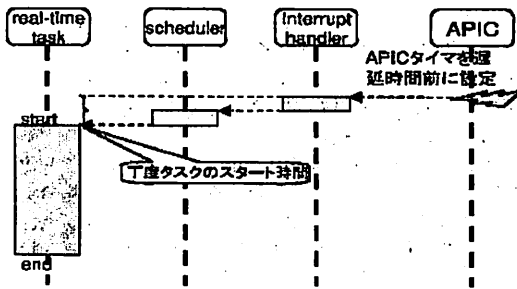 real-time
task
scheduler
interrupt
handler
APIC
APICタイマを遅
延時間前に設定
start
丁度タスクのスタート時間
end